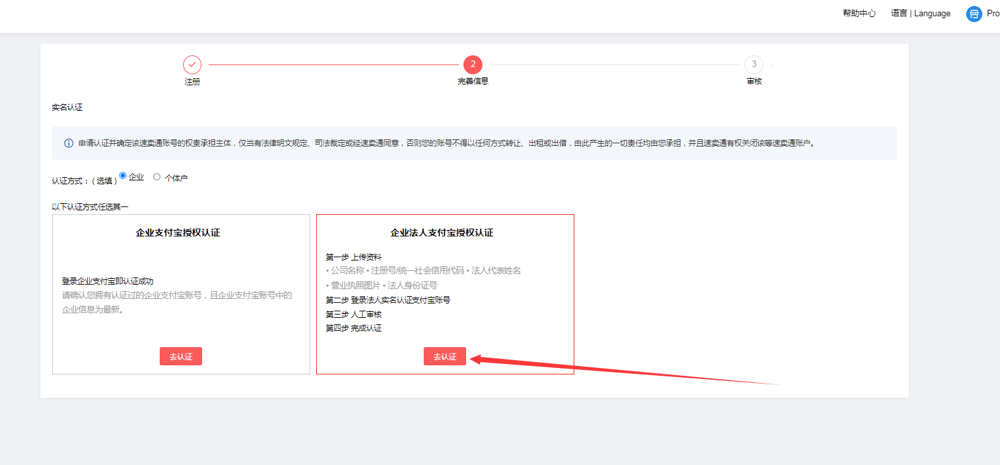 帮助中心 语言 | Language Pro
2 3
注册 完善信息 审核
实名认证
申请认证并确定该速卖通账号的权责承担主体，仅当有法律明文规定、司法裁定或经速卖通同意，否则您的账号不得以任何方式转让、出租或出借，由此产生的一切责任均由您承担，并且速卖通有权关闭该等速卖通账户。
认证方式：（选填） 企业 个体户
以下认证方式任选其一
企业支付宝授权认证
登录企业支付宝即认证成功
请确认您拥有认证过的企业支付宝账号，且企业支付宝账号中的
企业信息为最新。
去认证
企业法人支付宝授权认证
第一步 上传资料
• 公司名称 • 注册号/统一社会信用代码 • 法人代表姓名
• 营业执照图片 • 法人身份证号
第二步 登录法人实名认证支付宝账号
第三步 人工审核
第四步 完成认证
去认证